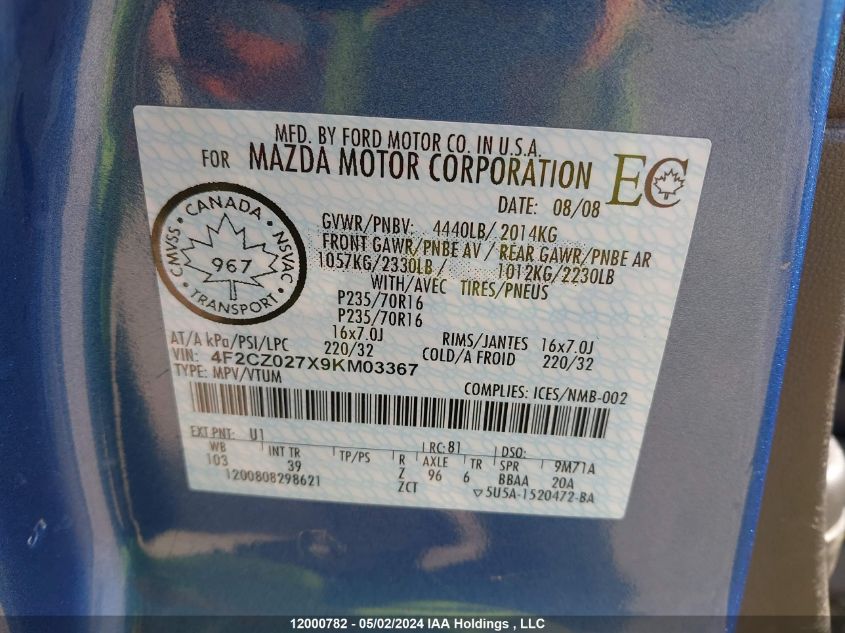 MFD. BY FORD MOTOR CO. IN U.S.A.
FOR MAZDA MOTOR CORPORATION EC
DATE: 08/08
CMVSS CANADA NSVAC
967
TRANSPORT
GVWR/PNBV: 4440LB/ 2014KG
FRONT GAWR/PNBE AV / REAR GAWR/PNBE AR
1057KG/2330LB / 1012KG/2230LB
WITH/AVEC TIRES/PNEUS
P235/70R16
P235/70R16
16x7.0J RIMS/JANTES 16x7.0J
AT/A kPa/PSI/LPC 220/32 COLD/A FROID 220/32
VIN: 4F2CZ027X9KM03367
TYPE: MPV/VTUM COMPLIES: ICES/NMB-002
EXT PNT: U1 RC: 81 DSO:
WB INT TR TP/PS R AXLE TR SPR 9M71A
103 39 Z 96 6 BBAA 20A
1200808298621 ZCT ▽5U5A-1520472-BA
12000782 - 05/02/2024 IAA Holdings , LLC